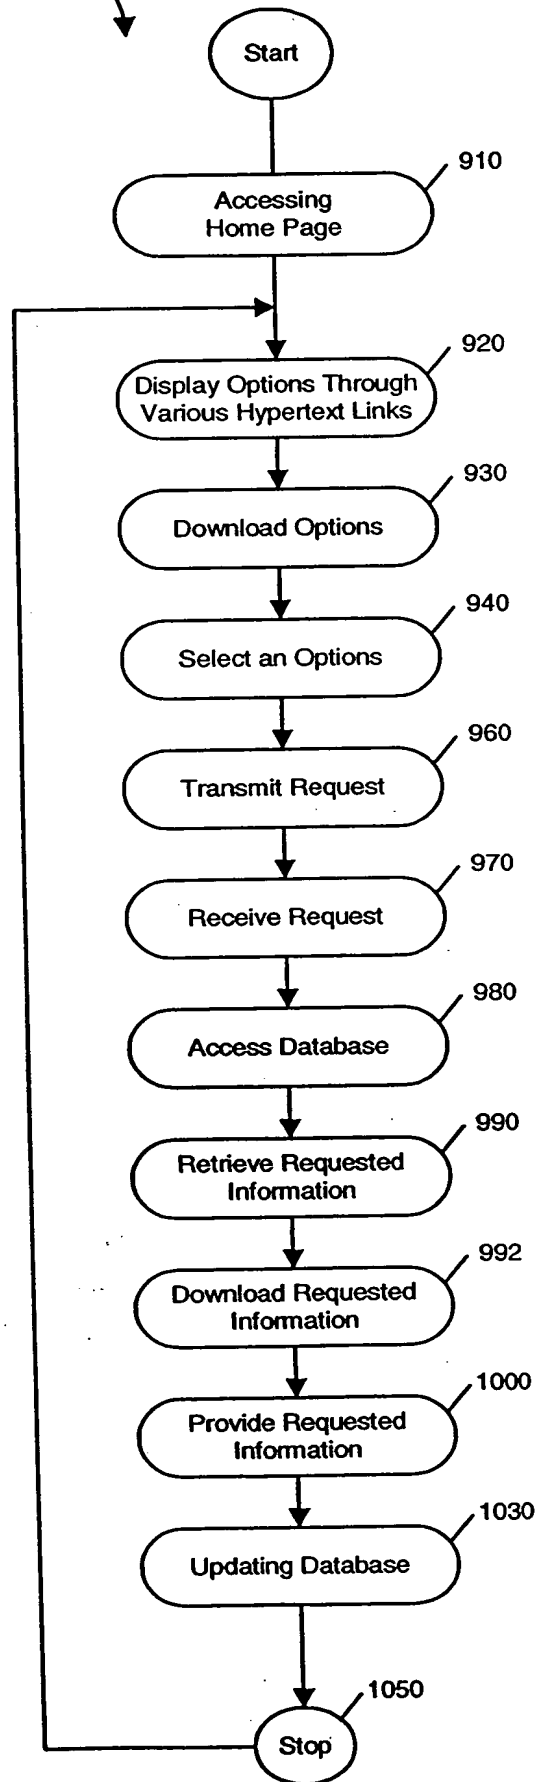 Start
910
Accessing
Home Page
920
Display Options Through
Various Hypertext Links
930
Download Options
940
Select an Options
960
Transmit Request
970
Receive Request
980
Access Database
990
Retrieve Requested
Information
992
Download Requested
Information
1000
Provide Requested
Information
1030
Updating Database
1050
Stop